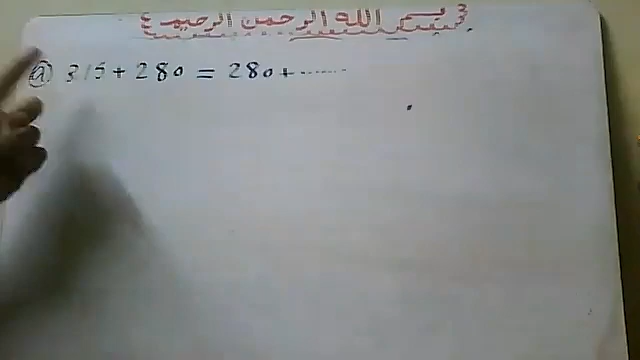 بسم الله الرحمن الرحيم
a) 315 + 280 = 280 + .......